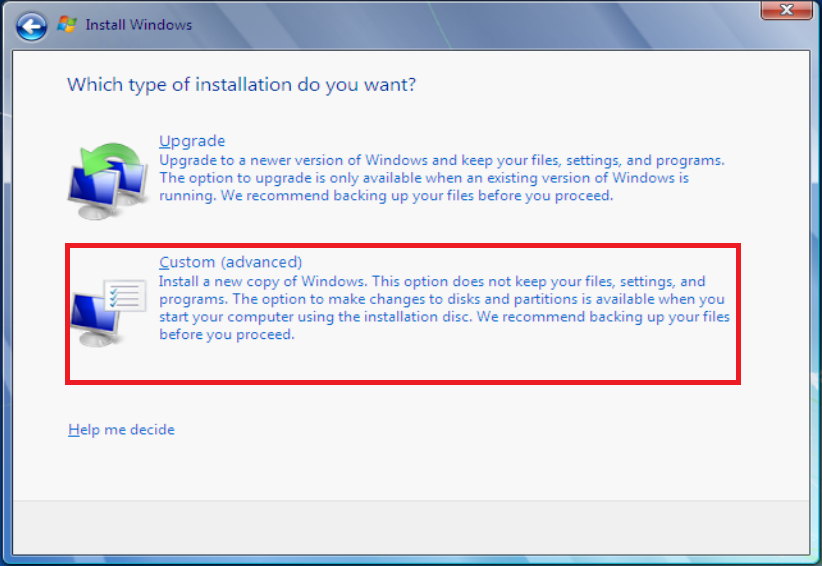 Install Windows
Which type of installation do you want?
Upgrade
Upgrade to a newer version of Windows and keep your files, settings, and programs.
The option to upgrade is only available when an existing version of Windows is
running. We recommend backing up your files before you proceed.
Custom (advanced)
Install a new copy of Windows. This option does not keep your files, settings, and
programs. The option to make changes to disks and partitions is available when you
start your computer using the installation disc. We recommend backing up your files
before you proceed.
Help me decide